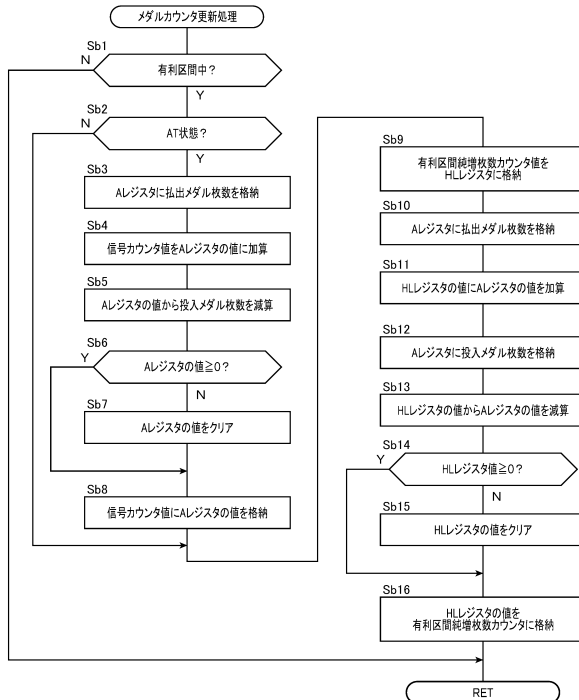 メダルカウンタ更新処理
Sb1
N
有利区間中？
Y
Sb2
N
AT状態？
Y
Sb3
Aレジスタに払出メダル枚数を格納
Sb4
信号カウンタ値をAレジスタの値に加算
Sb5
Aレジスタの値から投入メダル枚数を減算
Sb6
Y
Aレジスタの値≧0？
N
Sb7
Aレジスタの値をクリア
Sb8
信号カウンタ値にAレジスタの値を格納
Sb9
有利区間純増枚数カウンタ値を
HLレジスタに格納
Sb10
Aレジスタに払出メダル枚数を格納
Sb11
HLレジスタの値にAレジスタの値を加算
Sb12
Aレジスタに投入メダル枚数を格納
Sb13
HLレジスタの値からAレジスタの値を減算
Sb14
Y
HLレジスタ値≧0？
N
Sb15
HLレジスタの値をクリア
Sb16
HLレジスタの値を
有利区間純増枚数カウンタに格納
RET